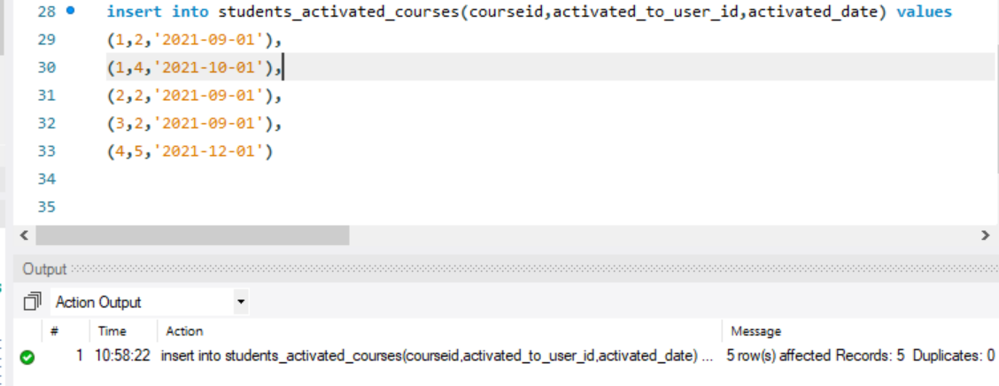 28 insert into students_activated_courses(courseid,activated_to_user_id,activated_date) values
29 (1,2,'2021-09-01'),
30 (1,4,'2021-10-01'),
31 (2,2,'2021-09-01'),
32 (3,2,'2021-09-01'),
33 (4,5,'2021-12-01')
34
35
Output
Action Output
# Time Action Message
1 10:58:22 insert into students_activated_courses(courseid,activated_to_user_id,activated_date) ... 5 row(s) affected Records: 5 Duplicates: 0